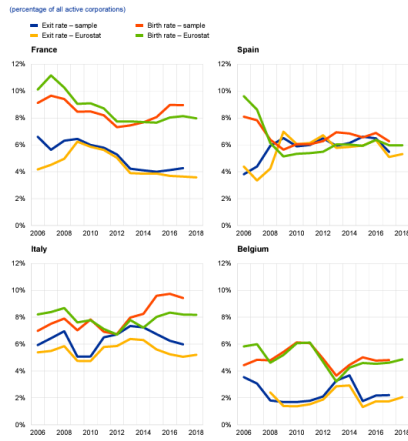 (percentage of all active corporations)
Exit rate – sample Birth rate – sample
Exit rate – Eurostat Birth rate – Eurostat
France Spain
12% 12%
10% 10%
8% 8%
6% 6%
4% 4%
2% 2%
0% 0%
2006 2008 2010 2012 2014 2016 2018 2006 2008 2010 2012 2014 2016 2018
Italy Belgium
12% 12%
10% 10%
8% 8%
6% 6%
4% 4%
2% 2%
0% 0%
2006 2008 2010 2012 2014 2016 2018 2006 2008 2010 2012 2014 2016 2018